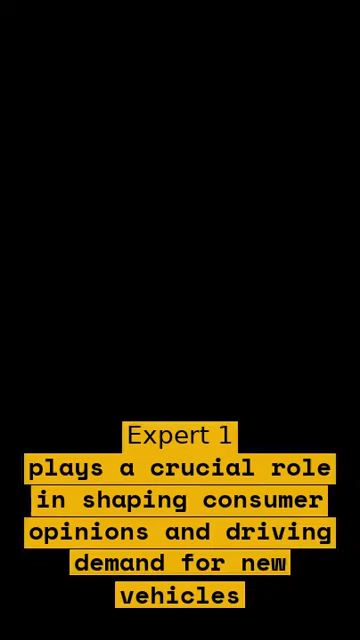 Expert 1
plays a crucial role
in shaping consumer
opinions and driving
demand for new
vehicles